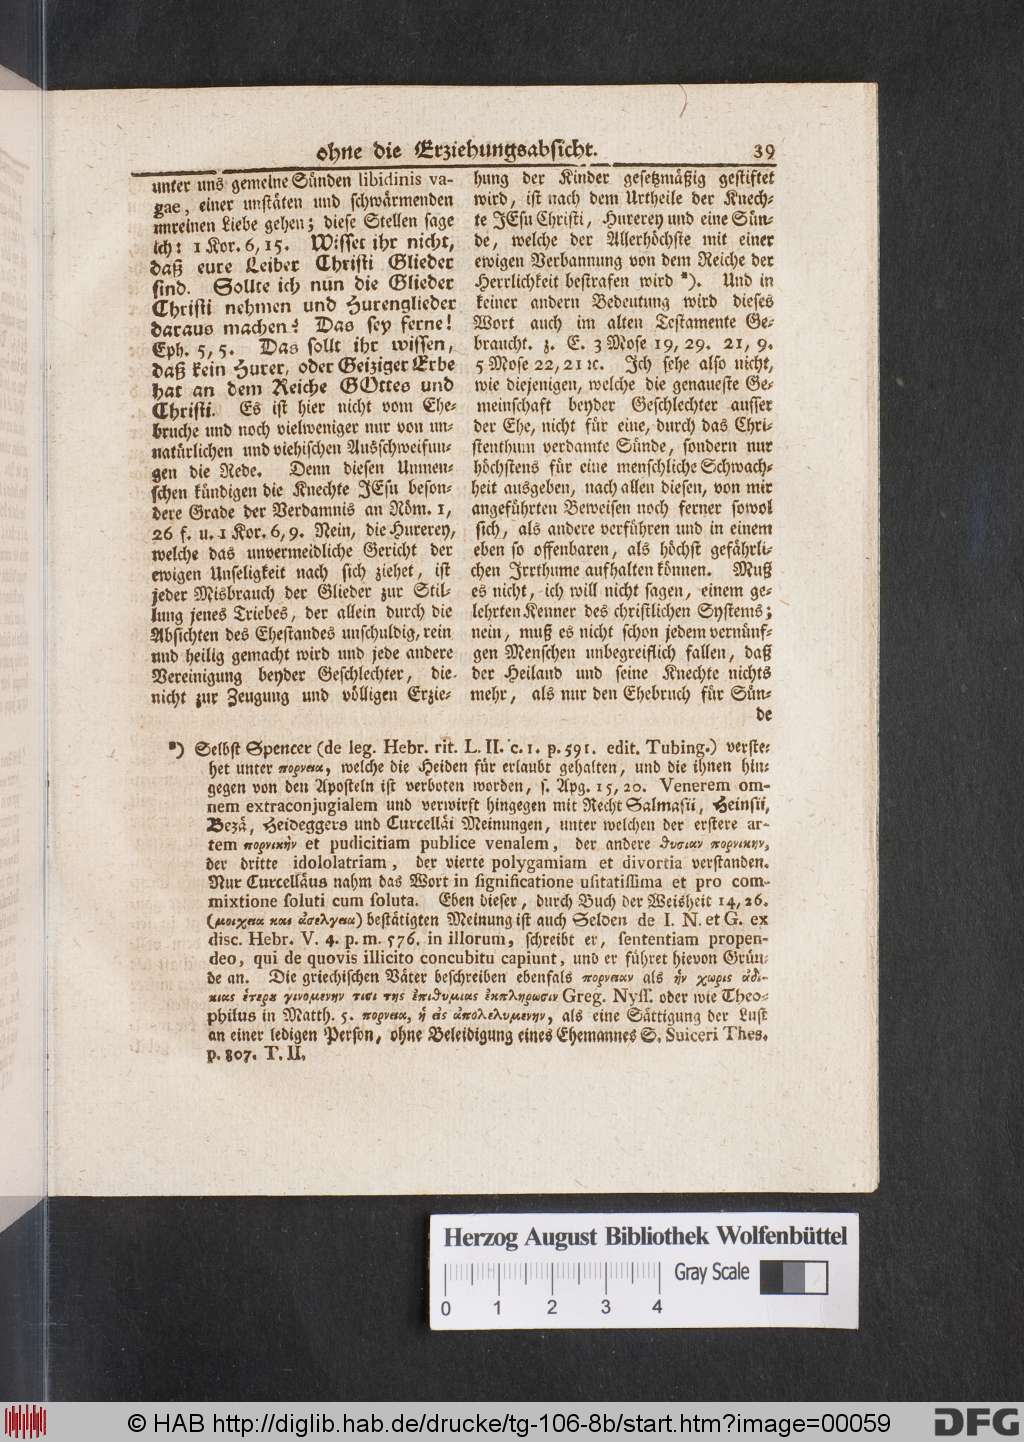 ohne die Erziehungsabsicht. 39
unter uns gemeine Sünden libidinis va-
gae, einer unstäten und schwärmenden
unreinen Liebe gehen; diese Stellen sage
ich: 1 Kor. 6, 15. Wisset ihr nicht,
daß eure Leiber Christi Glieder
sind. Sollte ich nun die Glieder
Christi nehmen und Hurenglieder
daraus machen? Das sey ferne!
Eph. 5, 5. Das sollt ihr wissen,
daß kein Hurer, oder Geiziger Erbe
hat an dem Reiche GOttes und
Christi. Es ist hier nicht vom Ehe-
bruche und noch vielweniger nur von un-
natürlichen und viehischen Ausschweifun-
gen die Rede. Denn diesen Unmen-
schen kündigen die Knechte JEsu beson-
dere Grade der Verdamnis an Röm. 1,
26 f. u. 1 Kor. 6, 9. Nein, die Hurerey,
welche das unvermeidliche Gericht der
ewigen Unseligkeit nach sich ziehet, ist
jeder Misbrauch der Glieder zur Stil-
lung jenes Triebes, der allein durch die
Absichten des Ehestandes unschuldig, rein
und heilig gemacht wird und jede andere
Vereinigung beyder Geschlechter, die
nicht zur Zeugung und völligen Erzie-
hung der Kinder gesetzmäßig gestiftet
wird, ist nach dem Urtheile der Knech-
te JEsu Christi, Hurerey und eine Sün-
de, welche der Allerhöchste mit einer
ewigen Verbannung von dem Reiche der
Herrlichkeit bestrafen wird *). Und in
keiner andern Bedeutung wird dieses
Wort auch im alten Testamente Ge-
braucht. z. E. 3 Mose 19, 29. 21, 9.
5 Mose 22, 21 ꝛc. Ich sehe also nicht,
wie diejenigen, welche die genaueste Ge-
meinschaft beyder Geschlechter ausser
der Ehe, nicht für eine, durch das Chri-
stenthum verdamte Sünde, sondern nur
höchstens für eine menschliche Schwach-
heit ausgeben, nach allen diesen, von mir
angeführten Beweisen noch ferner sowol
sich, als andere verführen und in einem
eben so offenbaren, als höchst gefährli-
chen Irrthume aufhalten können. Muß
es nicht, ich will nicht sagen, einem ge-
lehrten Kenner des christlichen Systems;
nein, muß es nicht schon jedem vernünf-
gen Menschen unbegreiflich fallen, daß
der Heiland und seine Knechte nichts
mehr, als nur den Ehebruch für Sün-
de
*) Selbst Spencer (de leg. Hebr. rit. L. II. c. 1. p. 591. edit. Tubing.) verste-
het unter πορνεια, welche die Heiden für erlaubt gehalten, und die ihnen hin-
gegen von den Aposteln ist verboten worden, s. Apg. 15, 20. Venerem om-
nem extraconjugialem und verwirft hingegen mit Recht Salmasii, Heinsii,
Bezä, Heideggers und Curcelläi Meinungen, unter welchen der erstere ar-
tem πορνικὴν et pudicitiam publice venalem, der andere θυσιαν πορνικην,
der dritte idololatriam, der vierte polygamiam et divortia verstanden.
Nur Curcelläus nahm das Wort in significatione usitatissima et pro com-
mixtione soluti cum soluta. Eben dieser, durch Buch der Weisheit 14, 26.
(μοιχεια και ἀσελγεια) bestätigten Meinung ist auch Selden de I. N. et G. ex
disc. Hebr. V. 4. p. m. 576. in illorum, schreibt er, sententiam propen-
deo, qui de quovis illicito concubitu capiunt, und er führet hievon Grün-
de an. Die griechischen Väter beschreiben ebenfals πορνειαν als ἡν χωρις ἀδι-
κιας ἑτερȣ γινομενην τισι της ἐπιθυμιας ἐκπληρωσιν Greg. Nyss. oder wie Theo-
philus in Matth. 5. πορνεια, ἡ εἰς ἀπολελυμενην, als eine Sättigung der Lust
an einer ledigen Person, ohne Beleidigung eines Ehemannes S. Suiceri Thes.
p. 807. T. II.
Herzog August Bibliothek Wolfenbüttel
Gray Scale
0 1 2 3 4
© HAB http://diglib.hab.de/drucke/tg-106-8b/start.htm?image=00059
DFG